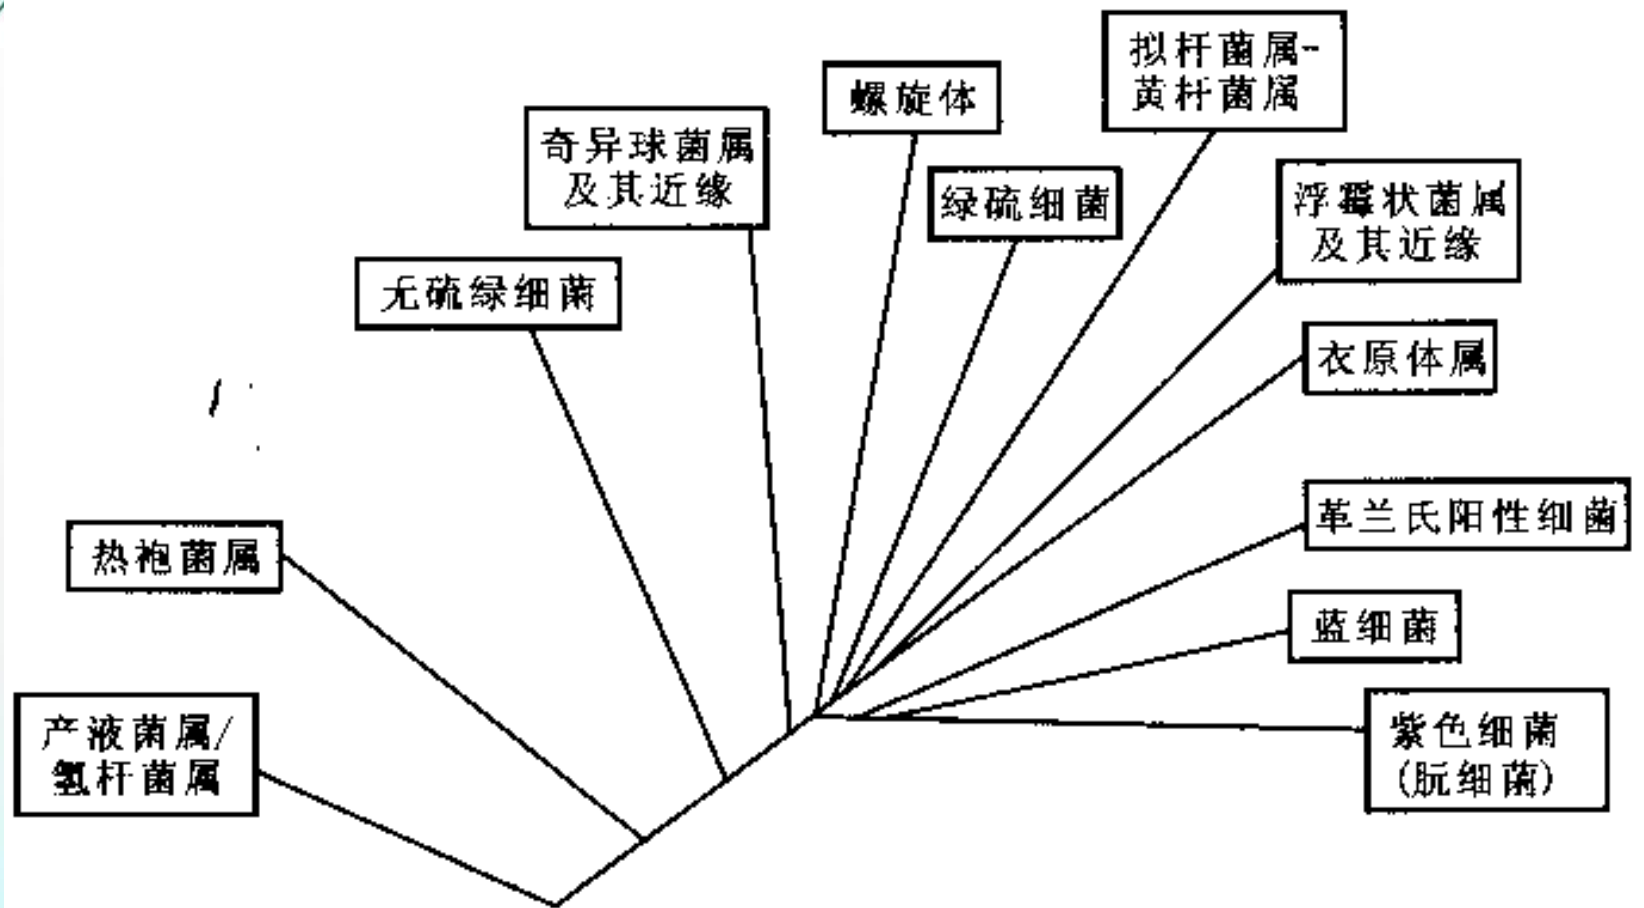 拟杆菌属-
黄杆菌属
螺旋体
奇异球菌属
及其近缘
绿硫细菌
浮霉状菌属
及其近缘
无硫绿细菌
衣原体属
革兰氏阳性细菌
热袍菌属
蓝细菌
产液菌属/
氢杆菌属
紫色细菌
(朊细菌)